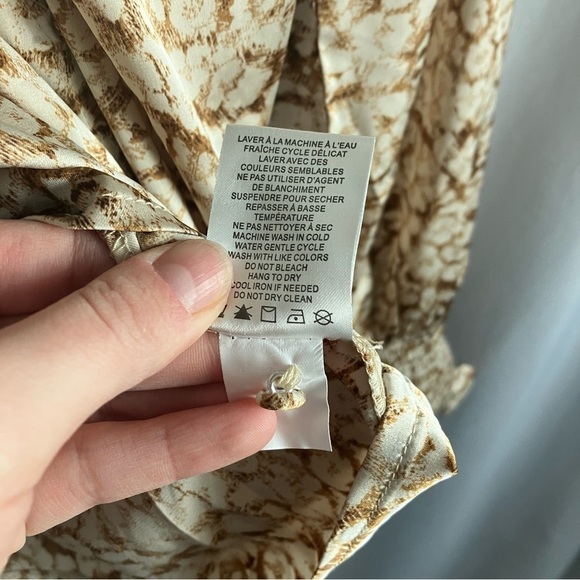 LAVER À LA MACHINE À L'EAU
FRAÎCHE CYCLE DÉLICAT
LAVER AVEC DES
COULEURS SEMBLABLES
NE PAS UTILISER D'AGENT
DE BLANCHIMENT
SUSPENDRE POUR SECHER
REPASSER À BASSE
TEMPÉRATURE
NE PAS NETTOYER À SEC
MACHINE WASH IN COLD
WATER GENTLE CYCLE
WASH WITH LIKE COLORS
DO NOT BLEACH
HANG TO DRY
COOL IRON IF NEEDED
DO NOT DRY CLEAN